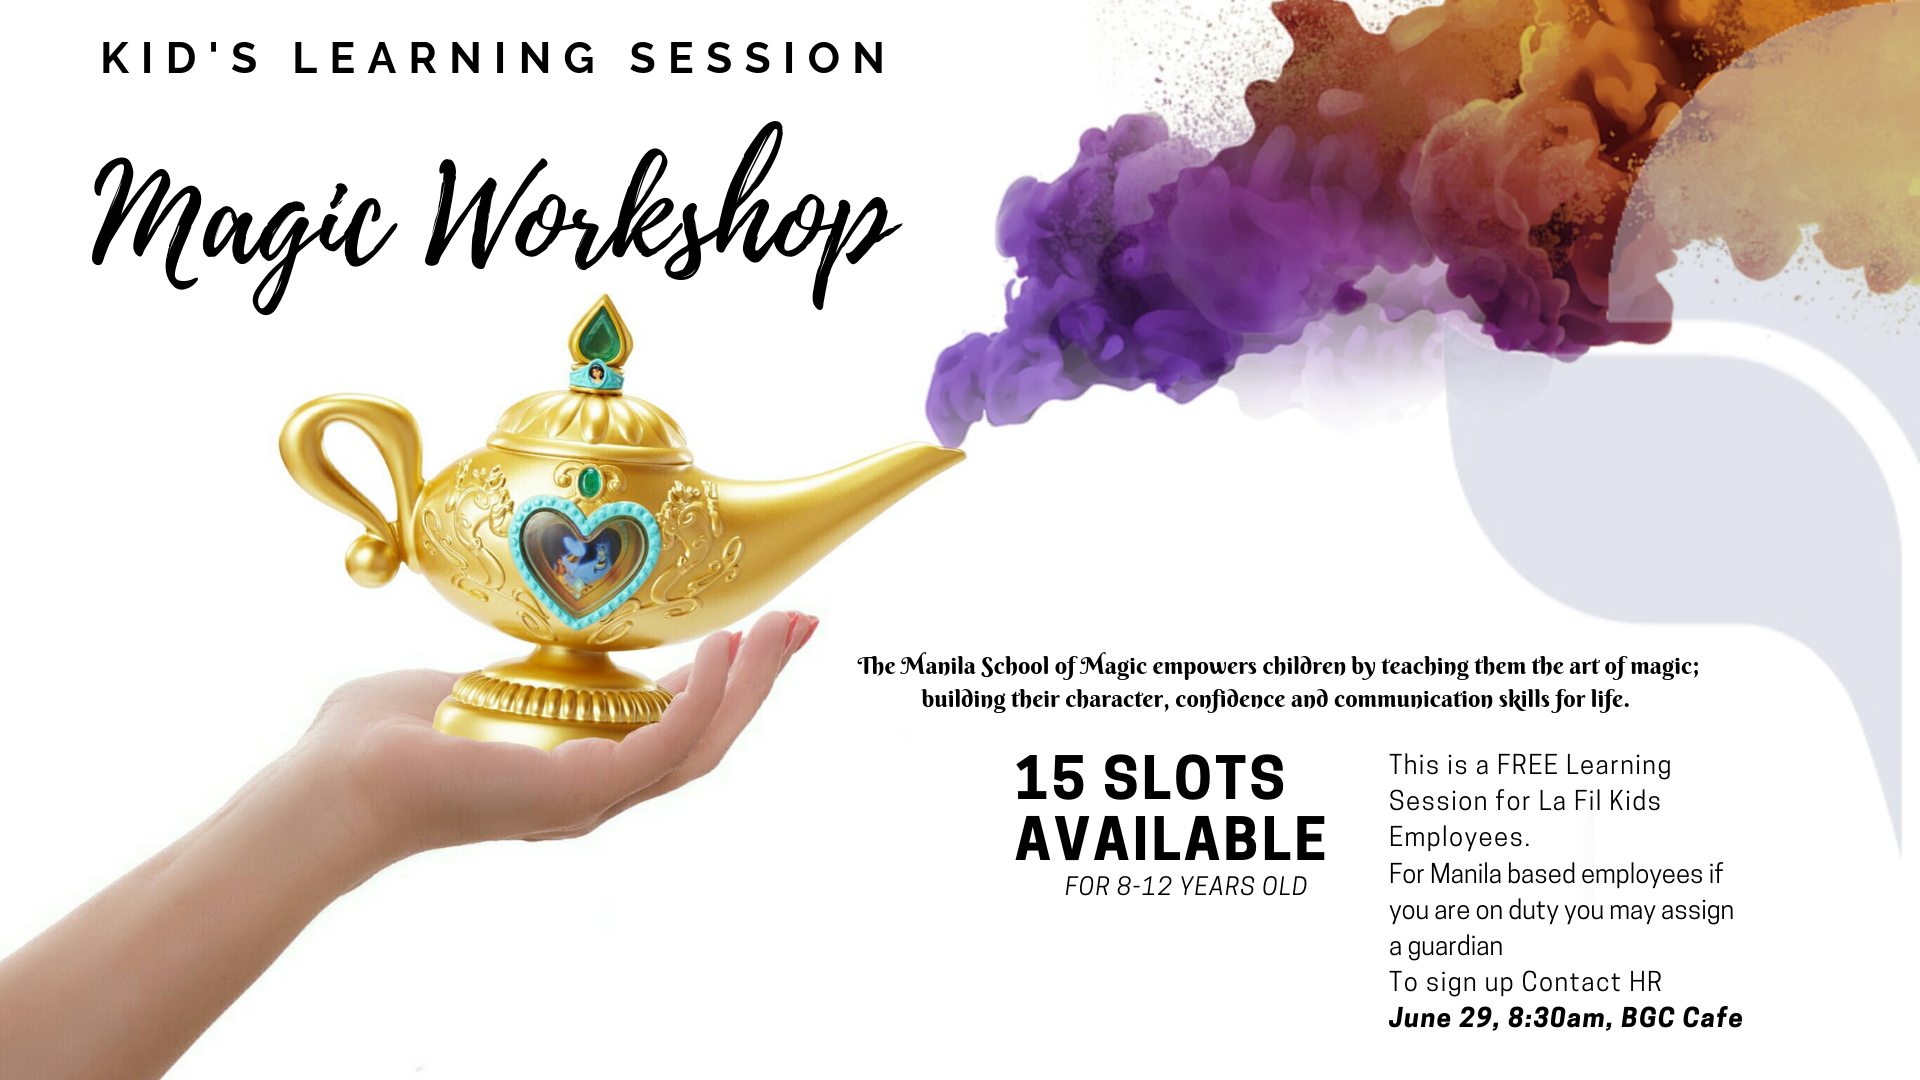 KID'S LEARNING SESSION
Magic Workshop
The Manila School of Magic empowers children by teaching them the art of magic;
building their character, confidence and communication skills for life.
15 SLOTS
AVAILABLE
FOR 8-12 YEARS OLD
This is a FREE Learning
Session for La Fil Kids
Employees.
For Manila based employees if
you are on duty you may assign
a guardian
To sign up Contact HR
June 29, 8:30am, BGC Cafe